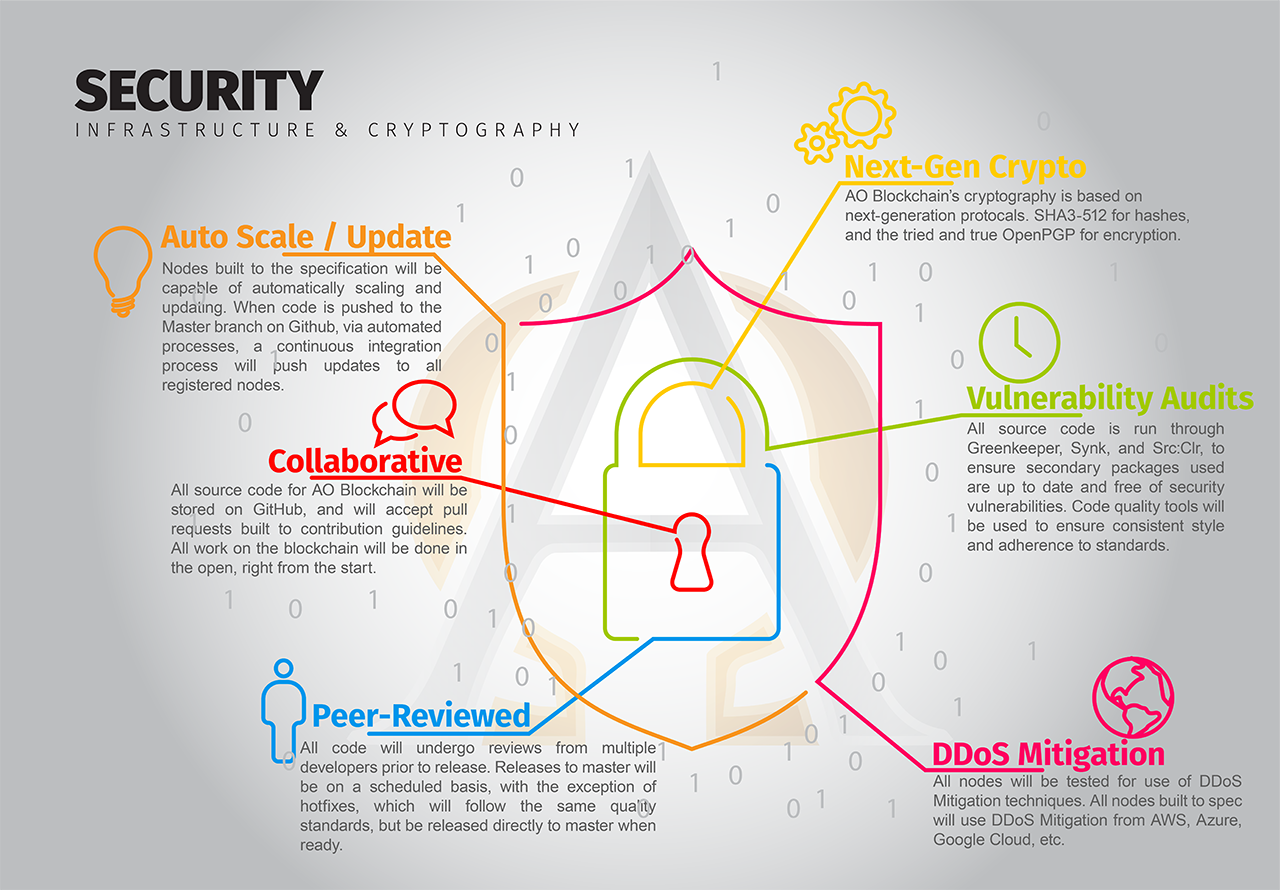 SECURITY
INFRASTRUCTURE & CRYPTOGRAPHY
Next-Gen Crypto
AO Blockchain's cryptography is based on
next-generation protocals. SHA3-512 for hashes,
and the tried and true OpenPGP for encryption.
Auto Scale / Update
Nodes built to the specification will be
capable of automatically scaling and
updating. When code is pushed to the
Master branch on Github, via automated
processes, a continuous integration
process will push updates to all
registered nodes.
Vulnerability Audits
All source code is run through
Greenkeeper, Synk, and Src:Clr, to
ensure secondary packages used
are up to date and free of security
vulnerabilities. Code quality tools will
be used to ensure consistent style
and adherence to standards.
Collaborative
All source code for AO Blockchain will be
stored on GitHub, and will accept pull
requests built to contribution guidelines.
All work on the blockchain will be done in
the open, right from the start.
Peer-Reviewed
All code will undergo reviews from multiple
developers prior to release. Releases to master will
be on a scheduled basis, with the exception of
hotfixes, which will follow the same quality
standards, but be released directly to master when
ready.
DDoS Mitigation
All nodes will be tested for use of DDoS
Mitigation techniques. All nodes built to spec
will use DDoS Mitigation from AWS, Azure,
Google Cloud, etc.